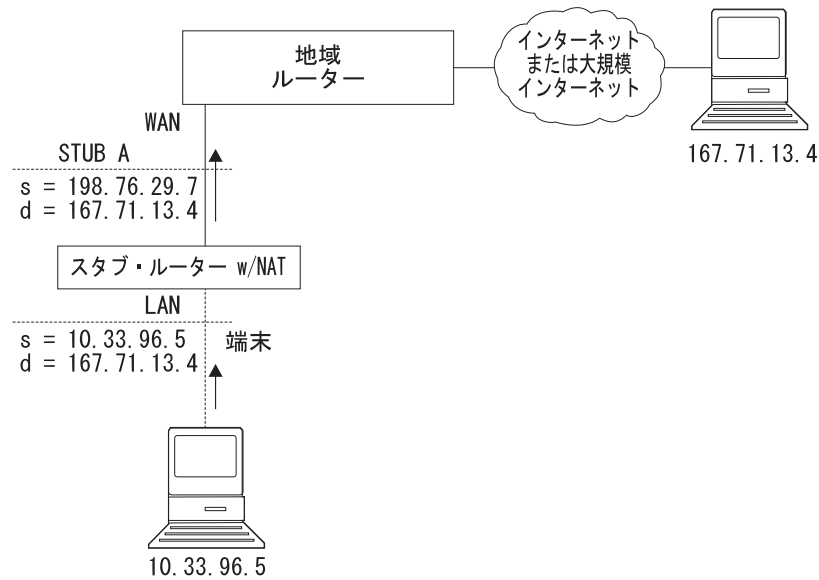 地域
ルーター
インターネット
または大規模
インターネット
167.71.13.4
WAN
STUB A
s = 198.76.29.7
d = 167.71.13.4
スタブ・ルーター w/NAT
LAN
s = 10.33.96.5
d = 167.71.13.4
端末
10.33.96.5